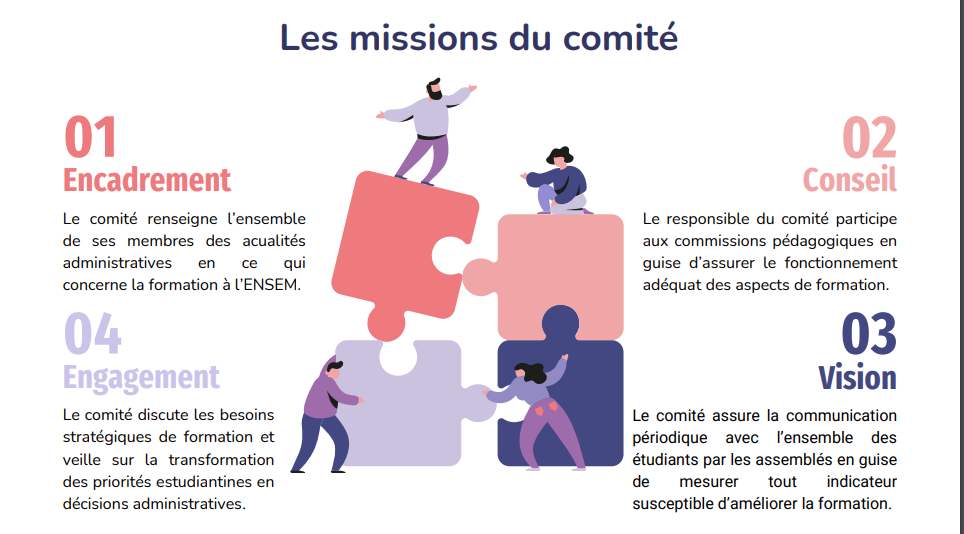 Les missions du comité
01
Encadrement
Le comité renseigne l'ensemble
de ses membres des acualités
administratives en ce qui
concerne la formation à l'ENSEM.
02
Conseil
Le responsible du comité participe
aux commissions pédagogiques en
guise d'assurer le fonctionnement
adéquat des aspects de formation.
04
Engagement
Le comité discute les besoins
stratégiques de formation et
veille sur la transformation
des priorités estudiantines en
décisions administratives.
03
Vision
Le comité assure la communication
périodique avec l'ensemble des
étudiants par les assemblés en guise
de mesurer tout indicateur
susceptible d'améliorer la formation.